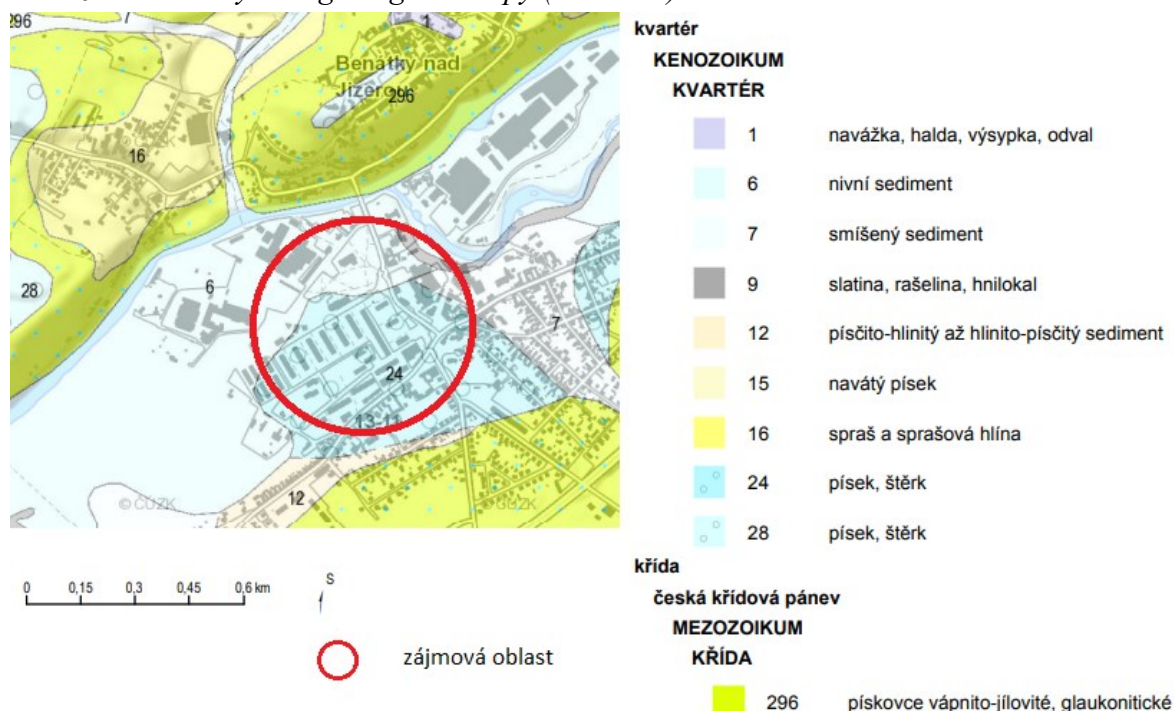 296
1
Benátky nad
Jizerou
296
16
28
6
7
24
13-11
12
© ČÚZK
0 0,15 0,3 0,45 0,6 km
S
zájmová oblast
kvartér
KENOZOIKUM
KVARTÉR
1 navážka, halda, výsypka, odval
6 nivní sediment
7 smíšený sediment
9 slatina, rašelina, hnilokal
12 písčito-hlinitý až hlinito-písčitý sediment
15 navátý písek
16 spraš a sprašová hlína
24 písek, štěrk
28 písek, štěrk
křída
česká křídová pánev
MEZOZOIKUM
KŘÍDA
296 pískovce vápnito-jílovité, glaukonitické